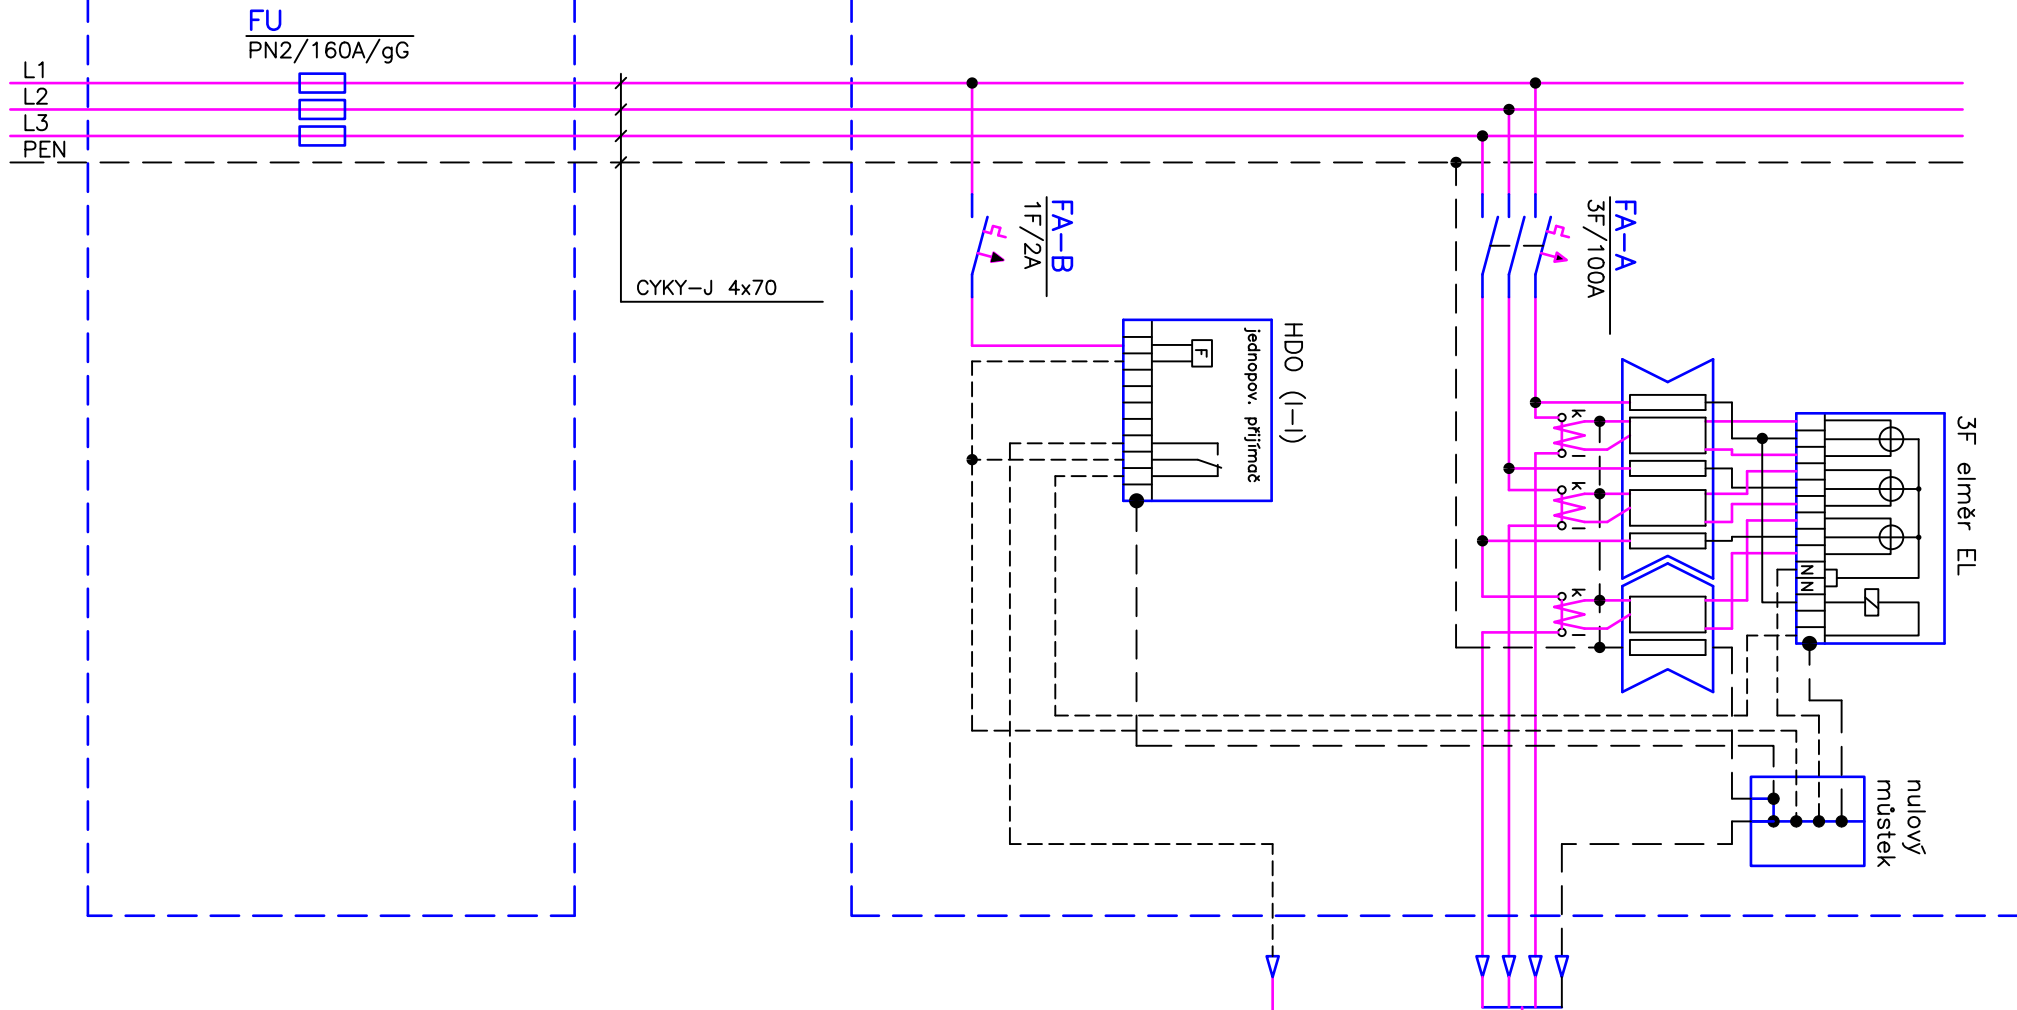 FU
PN2/160A/gG
L1
L2
L3
PEN
CYKY-J 4x70
FA-B
1F/2A
FA-A
3F/100A
HDO (I-I)
jednopov. přijímač
F
k
l
k
l
k
l
3F elměr EL
N
N
nulový
můstek